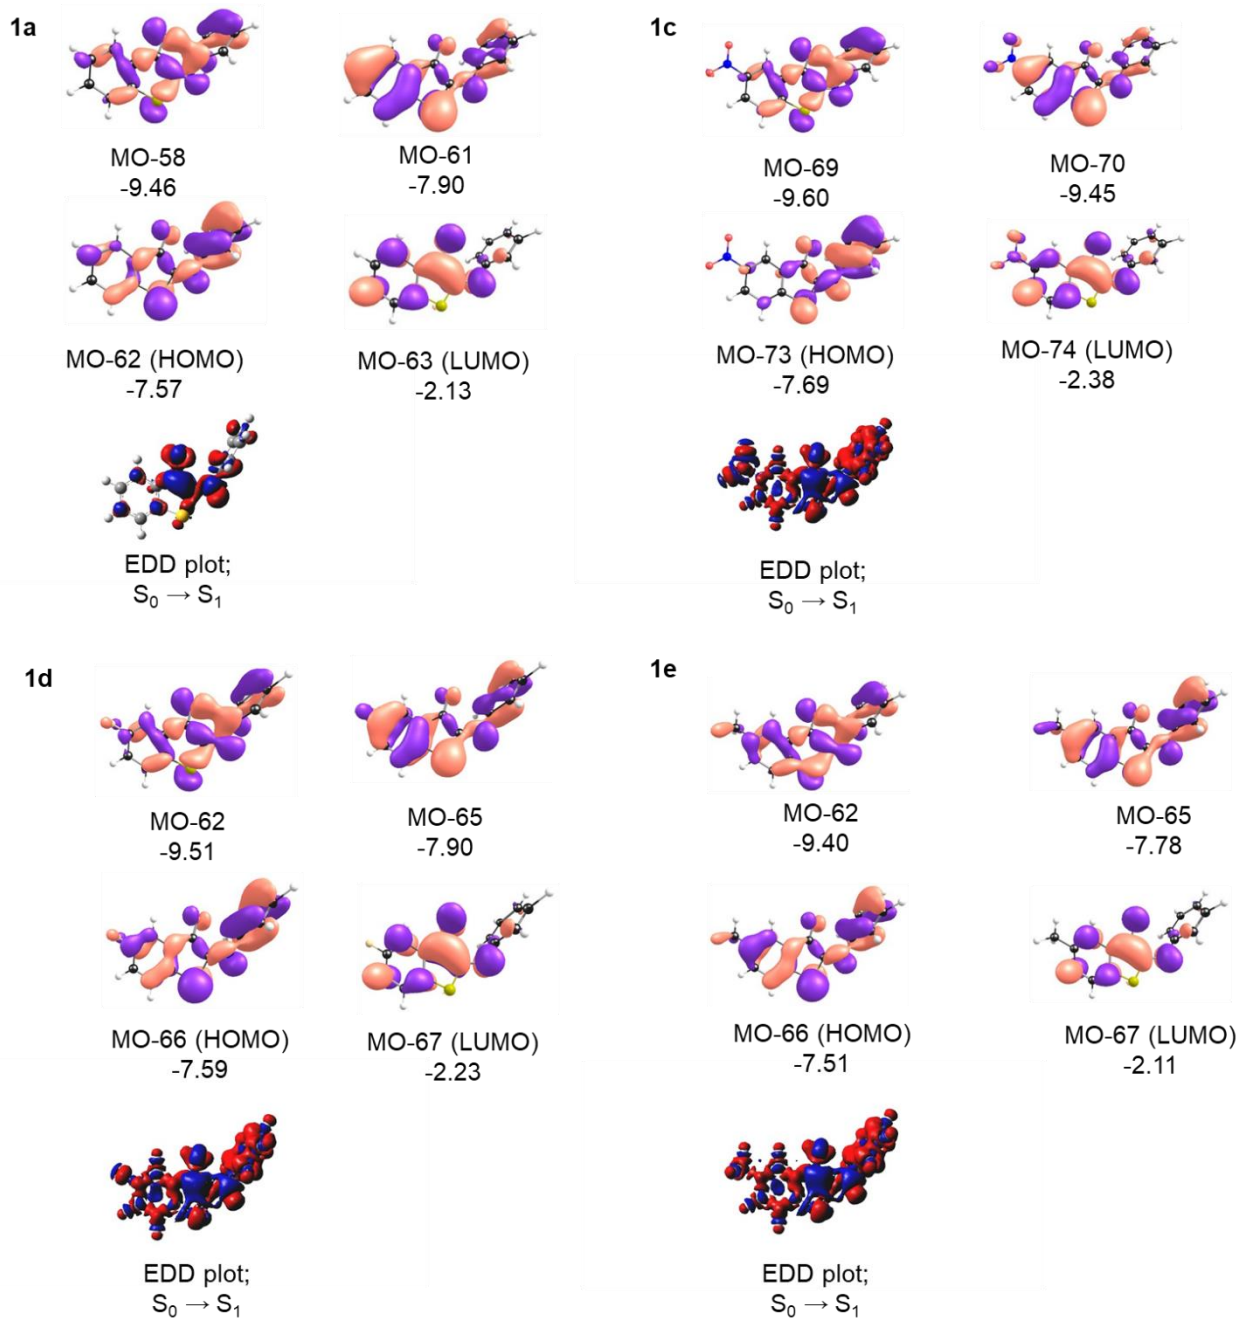 1a
MO-58
-9.46
MO-61
-7.90
MO-62 (HOMO)
-7.57
MO-63 (LUMO)
-2.13
EDD plot;
S₀ → S₁
1c
MO-69
-9.60
MO-70
-9.45
MO-73 (HOMO)
-7.69
MO-74 (LUMO)
-2.38
EDD plot;
S₀ → S₁
1d
MO-62
-9.51
MO-65
-7.90
MO-66 (HOMO)
-7.59
MO-67 (LUMO)
-2.23
EDD plot;
S₀ → S₁
1e
MO-62
-9.40
MO-65
-7.78
MO-66 (HOMO)
-7.51
MO-67 (LUMO)
-2.11
EDD plot;
S₀ → S₁